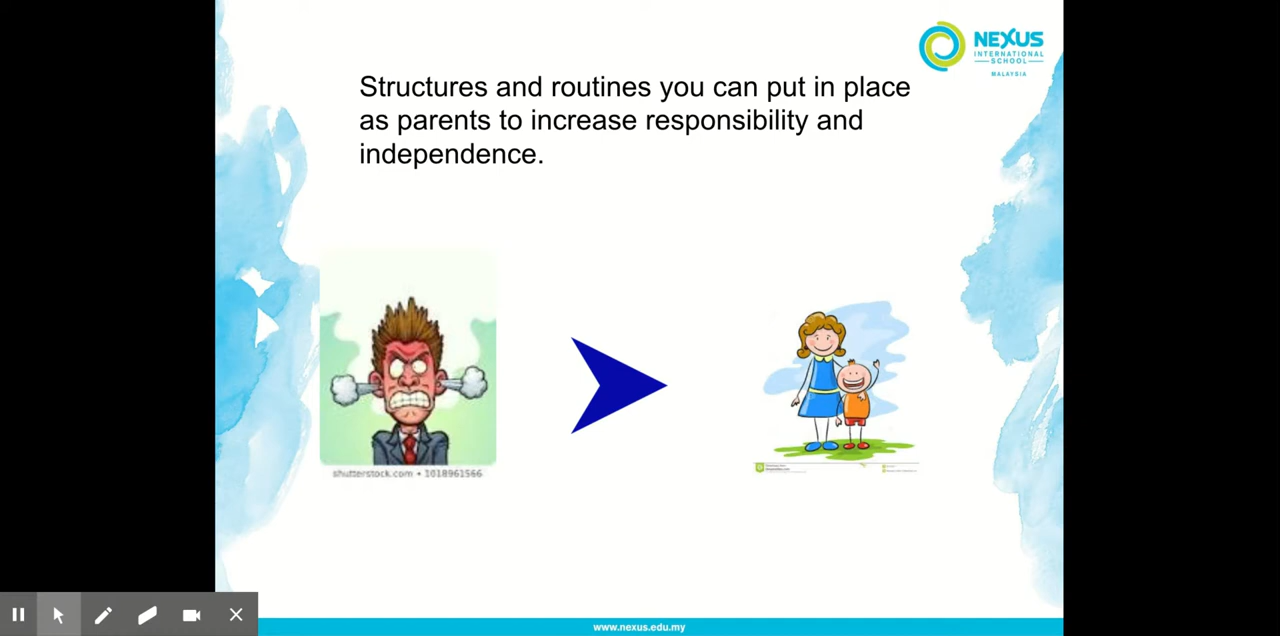 NEXUS
INTERNATIONAL
SCHOOL
MALAYSIA
Structures and routines you can put in place
as parents to increase responsibility and
independence.
shutterstock.com • 1018961566
www.nexus.edu.my